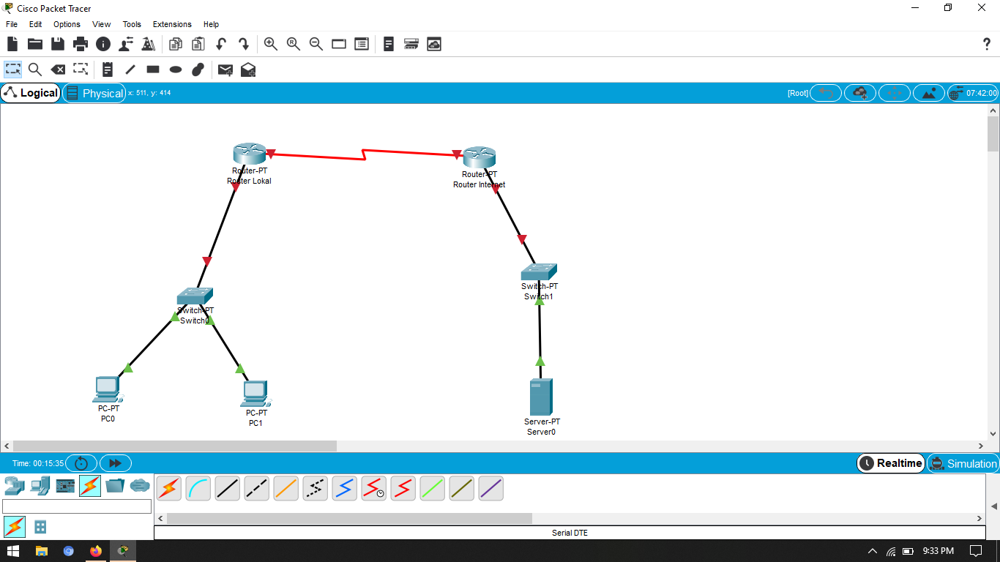 Cisco Packet Tracer
File Edit Options View Tools Extensions Help
Logical Physical x: 511, y: 414 [Root] 07:42:00
Router-PT
Router Lokal
Router-PT
Router Internet
Switch-PT
Switch1
Switch-PT
Switch0
PC-PT
PC0
PC-PT
PC1
Server-PT
Server0
Time: 00:15:35 Realtime Simulation
Serial DTE
9:33 PM